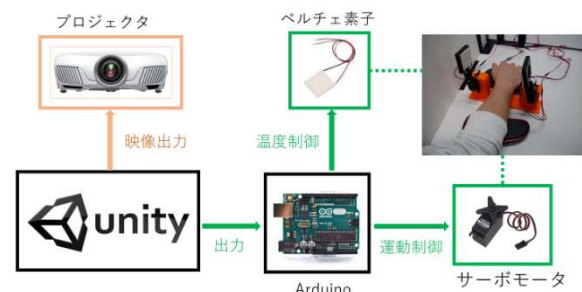 プロジェクタ
ペルチェ素子
映像出力
温度制御
unity
出力
運動制御
Arduino
サーボモータ